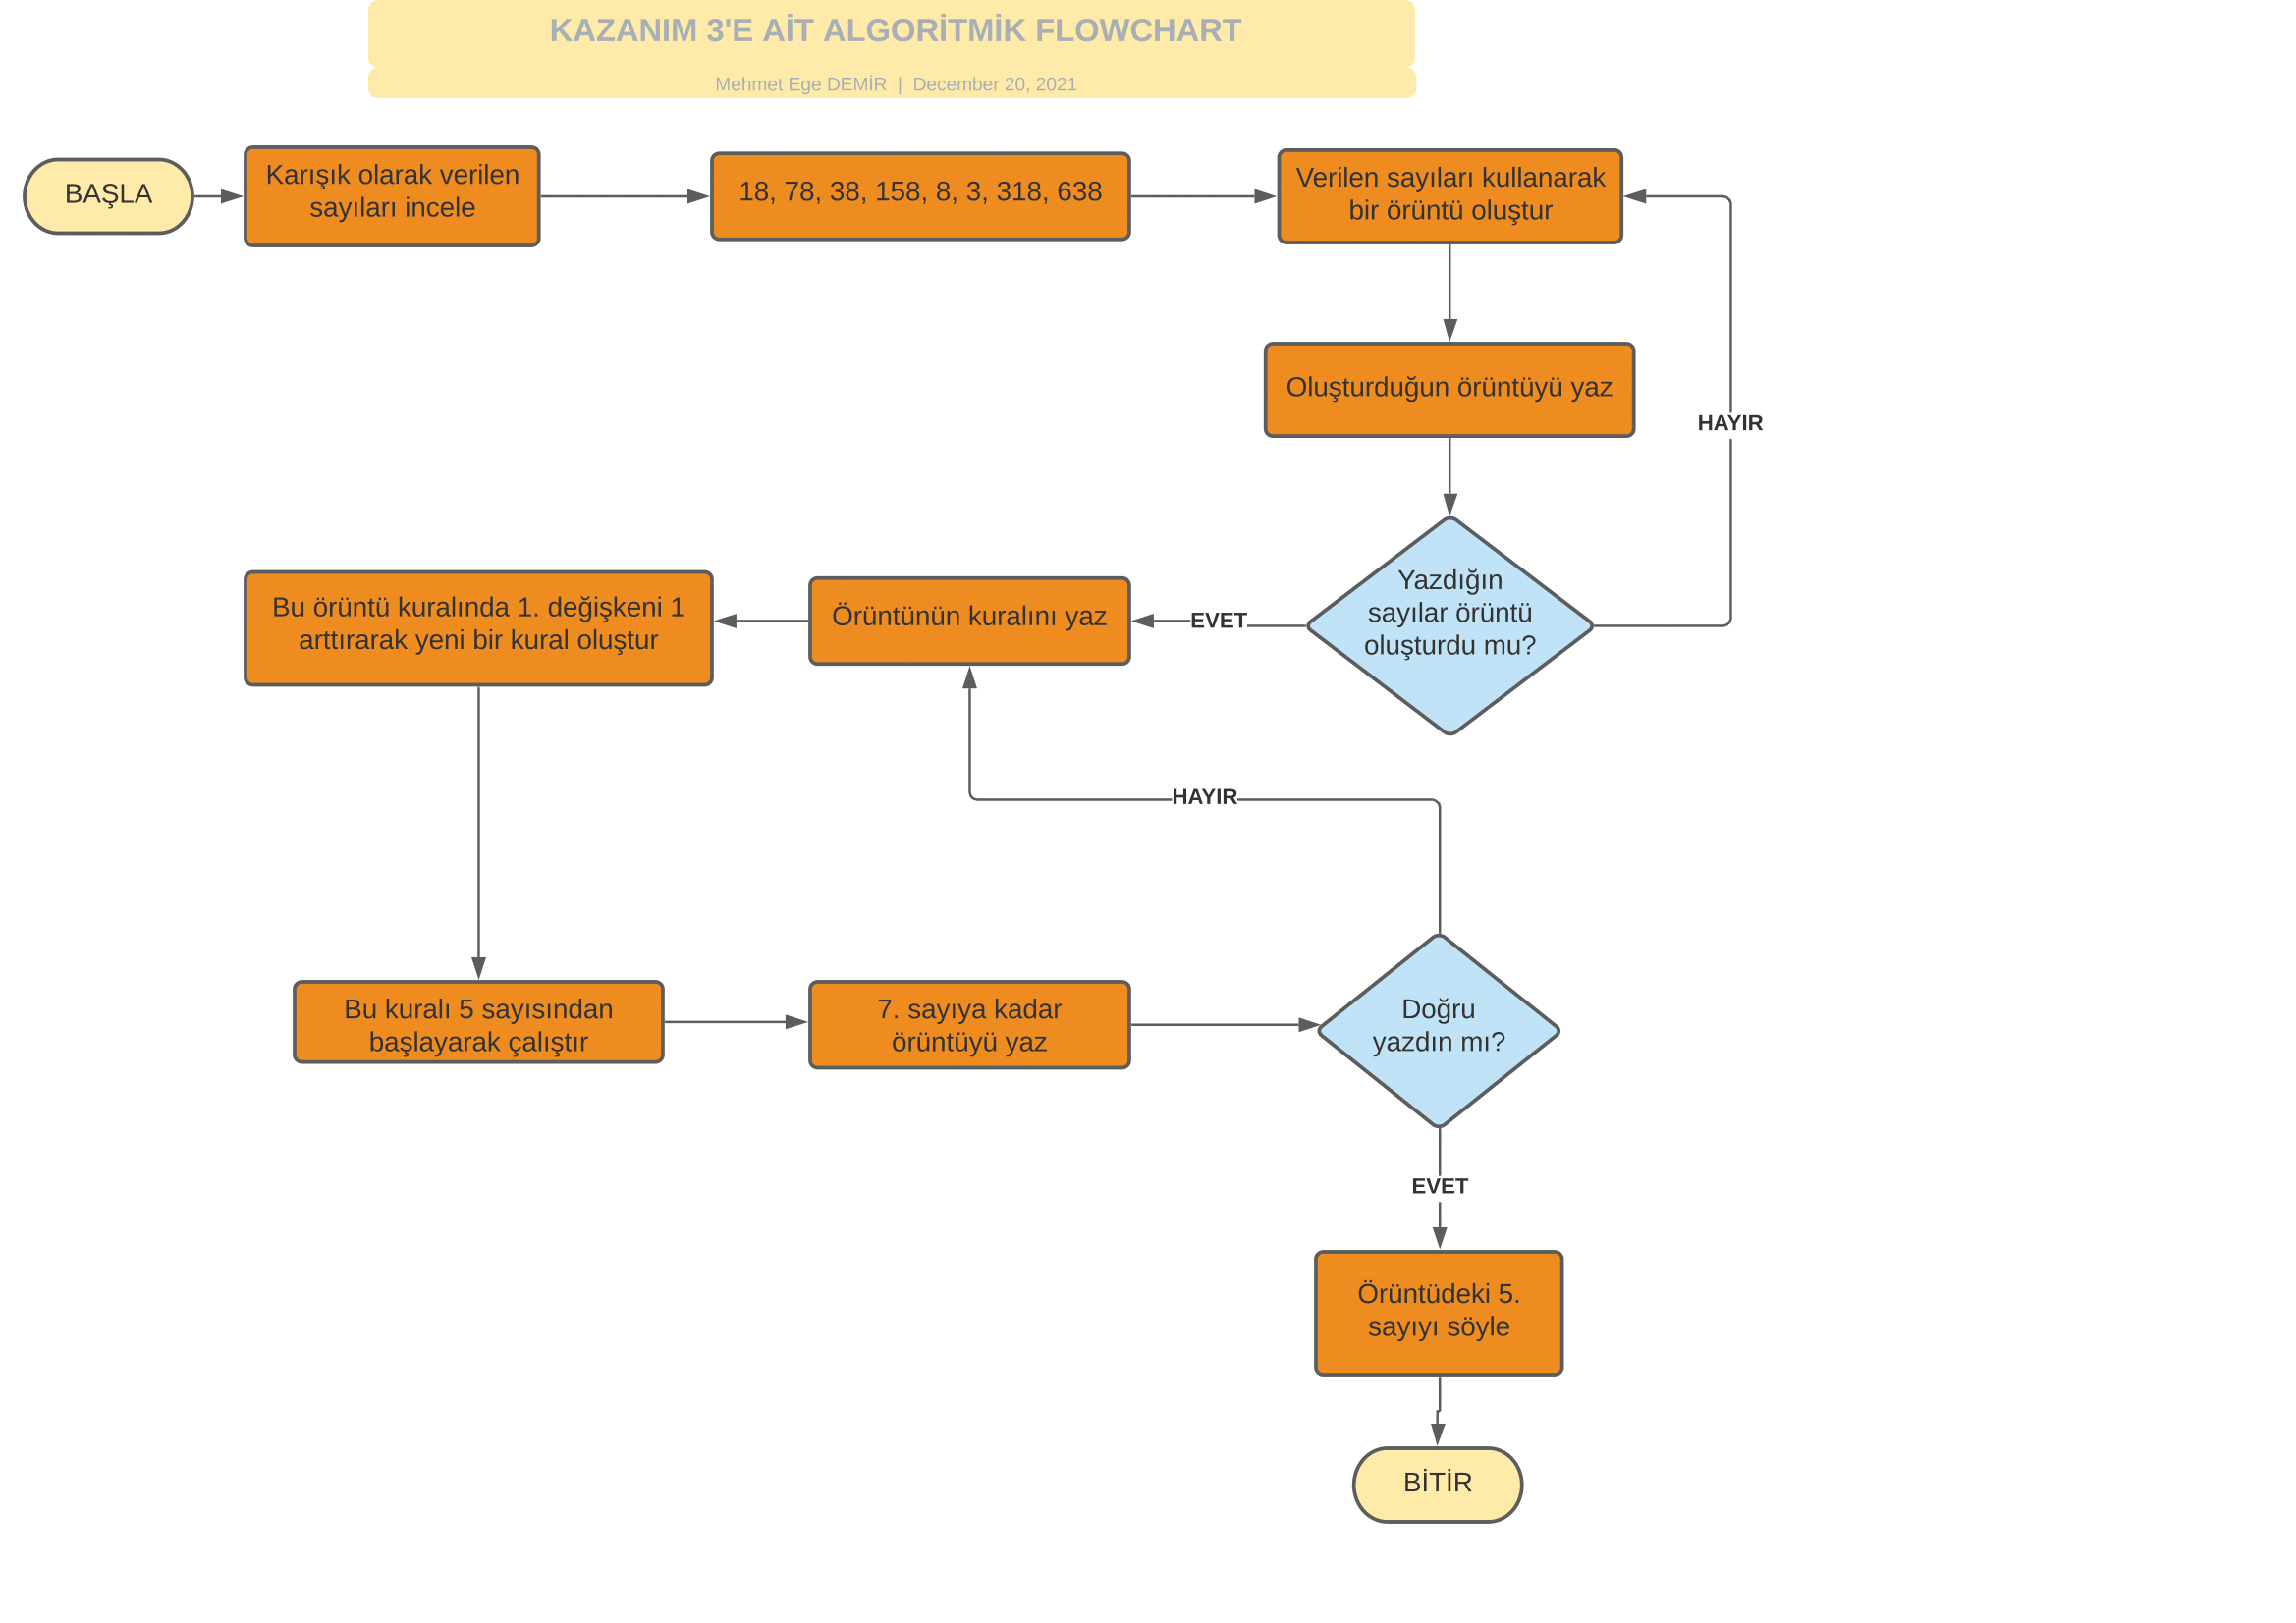 KAZANIM 3'E AİT ALGORİTMİK FLOWCHART
Mehmet Ege DEMİR | December 20, 2021
BAŞLA
Karışık olarak verilen
sayıları incele
18, 78, 38, 158, 8, 3, 318, 638
Verilen sayıları kullanarak
bir örüntü oluştur
Oluşturduğun örüntüyü yaz
HAYIR
Yazdığın
sayılar örüntü
oluşturdu mu?
EVET
Örüntünün kuralını yaz
Bu örüntü kuralında 1. değişkeni 1
arttırarak yeni bir kural oluştur
HAYIR
Bu kuralı 5 sayısından
başlayarak çalıştır
7. sayıya kadar
örüntüyü yaz
Doğru
yazdın mı?
EVET
Örüntüdeki 5.
sayıyı söyle
BİTİR